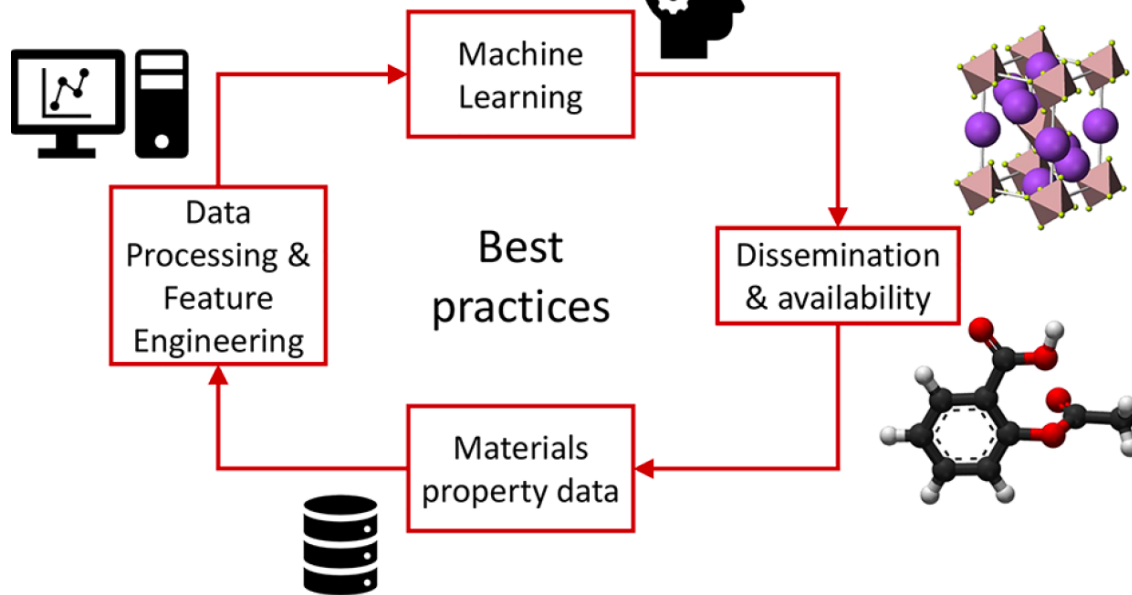 Machine
Learning
Data
Processing &
Feature
Engineering
Best
practices
Dissemination
& availability
Materials
property data